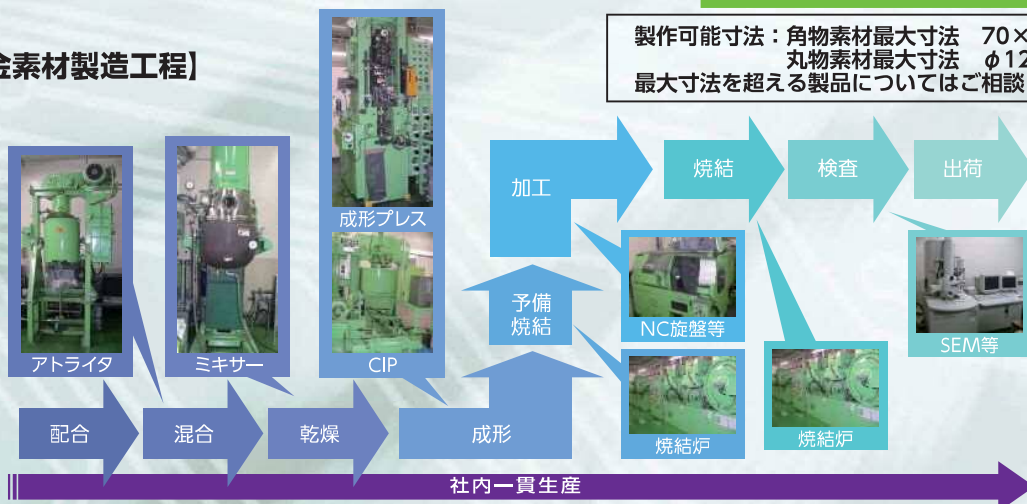 金素材製造工程】
製作可能寸法：角物素材最大寸法　70×
丸物素材最大寸法　φ12
最大寸法を超える製品についてはご相談
成形プレス
CIP
アトライタ
ミキサー
加工
焼結
検査
出荷
予備
焼結
NC旋盤等
SEM等
焼結炉
焼結炉
配合
混合
乾燥
成形
社内一貫生産